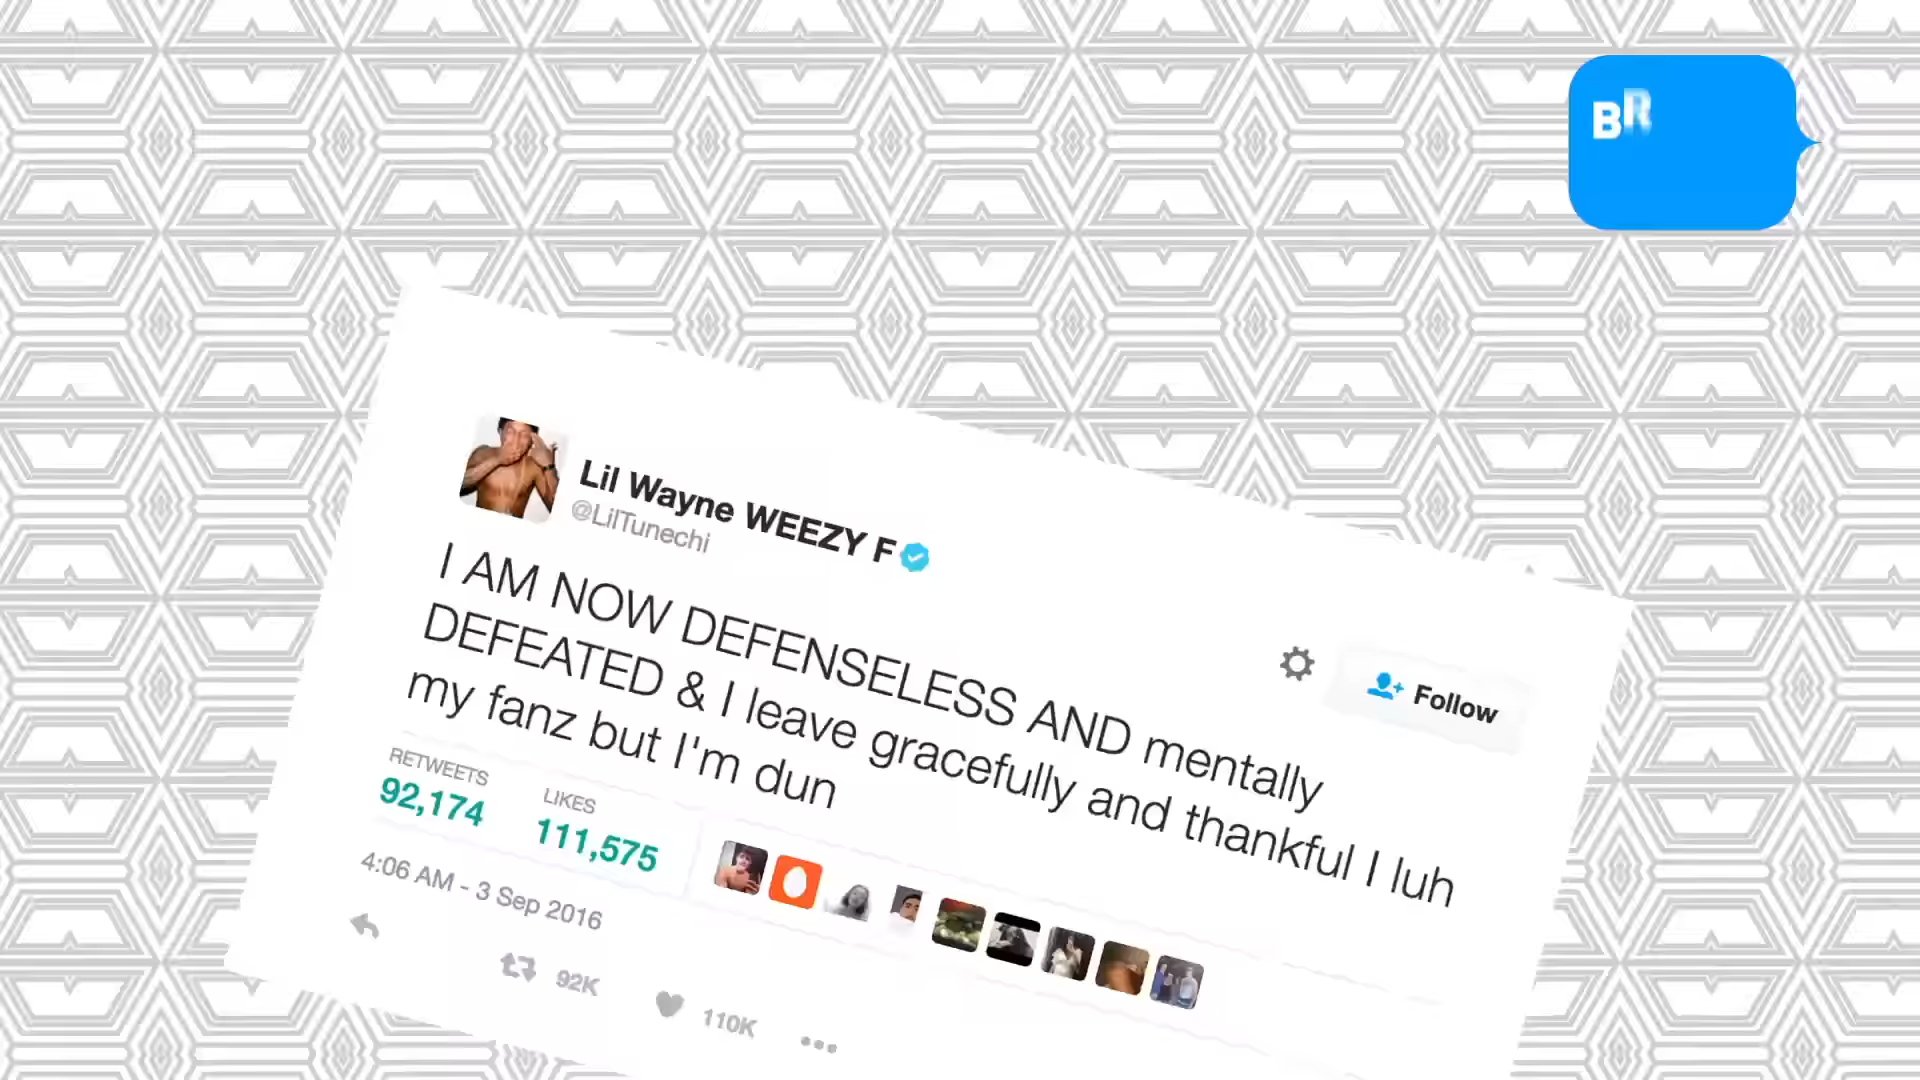 BR
Lil Wayne WEEZY F
@LilTunechi
Follow
I AM NOW DEFENSELESS AND mentally
DEFEATED & I leave gracefully and thankful I luh
my fanz but I'm dun
RETWEETS
92,174
LIKES
111,575
4:06 AM - 3 Sep 2016
92K
110K